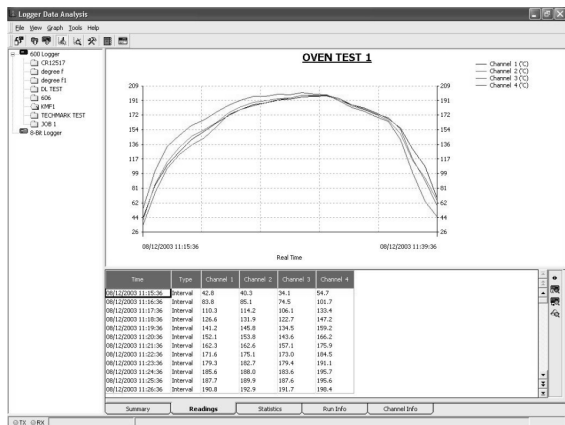 Logger Data Analysis
File View Graph Tools Help
600 Logger
CR12517
degree f
degree f1
DL TEST
606
KMF1
TECHMARK TEST
JOB 1
8-Bit Logger
OVEN TEST 1
Channel 1 (°C)
Channel 2 (°C)
Channel 3 (°C)
Channel 4 (°C)
209 209
191 191
172 172
154 154
136 136
117 117
99 99
81 81
62 62
44 44
26 26
08/12/2003 11:15:36 08/12/2003 11:39:36
Real Time
Time Type Channel 1 Channel 2 Channel 3 Channel 4
08/12/2003 11:15:36 Interval 42.8 40.3 34.1 54.7
08/12/2003 11:16:36 Interval 83.8 85.1 74.5 101.7
08/12/2003 11:17:36 Interval 110.3 114.2 106.1 133.4
08/12/2003 11:18:36 Interval 126.6 131.9 122.7 147.2
08/12/2003 11:19:36 Interval 141.2 145.8 134.5 159.2
08/12/2003 11:20:36 Interval 152.1 153.8 143.6 166.2
08/12/2003 11:21:36 Interval 162.3 162.6 157.1 175.9
08/12/2003 11:22:36 Interval 171.6 175.1 173.0 184.5
08/12/2003 11:23:36 Interval 179.3 182.7 179.4 191.1
08/12/2003 11:24:36 Interval 185.6 188.0 183.6 195.7
08/12/2003 11:25:36 Interval 187.7 189.9 187.6 195.6
08/12/2003 11:26:36 Interval 190.8 192.9 191.7 198.4
Summary Readings Statistics Run Info Channel Info
TX RX